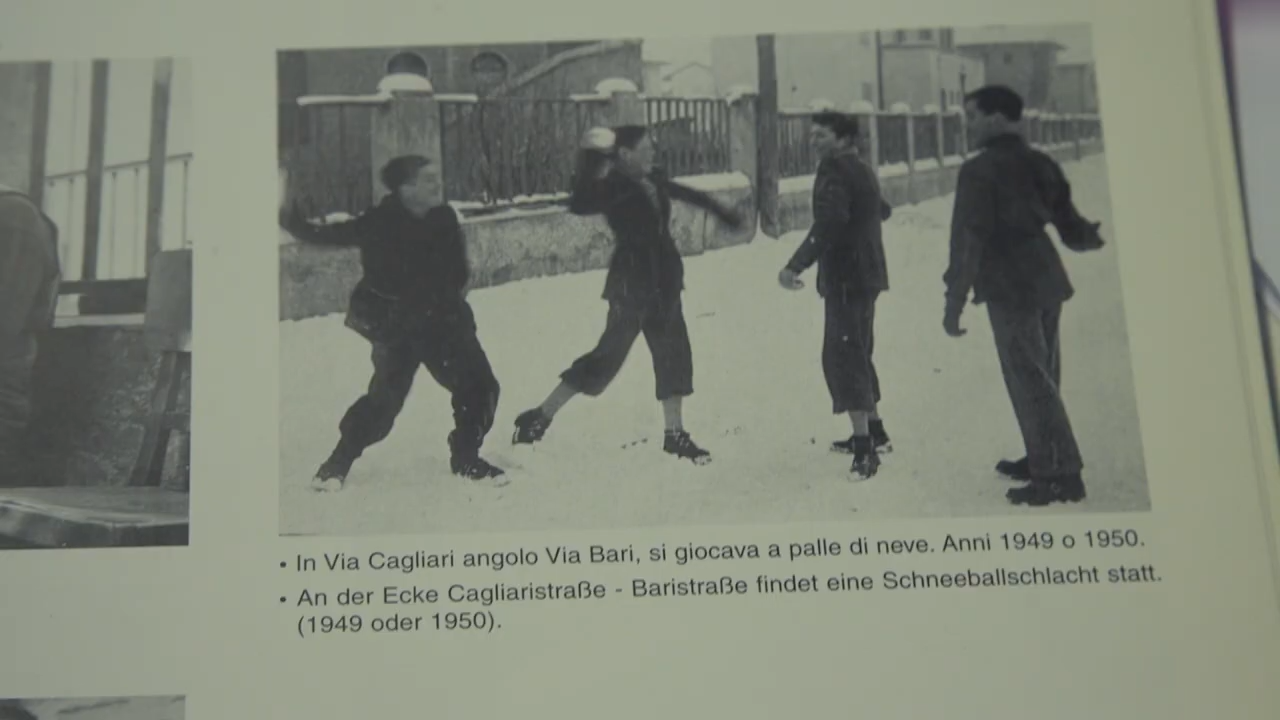 • In Via Cagliari angolo Via Bari, si giocava a palle di neve. Anni 1949 o 1950.
• An der Ecke Cagliaristraße - Baristraße findet eine Schneeballschlacht statt.
(1949 oder 1950).